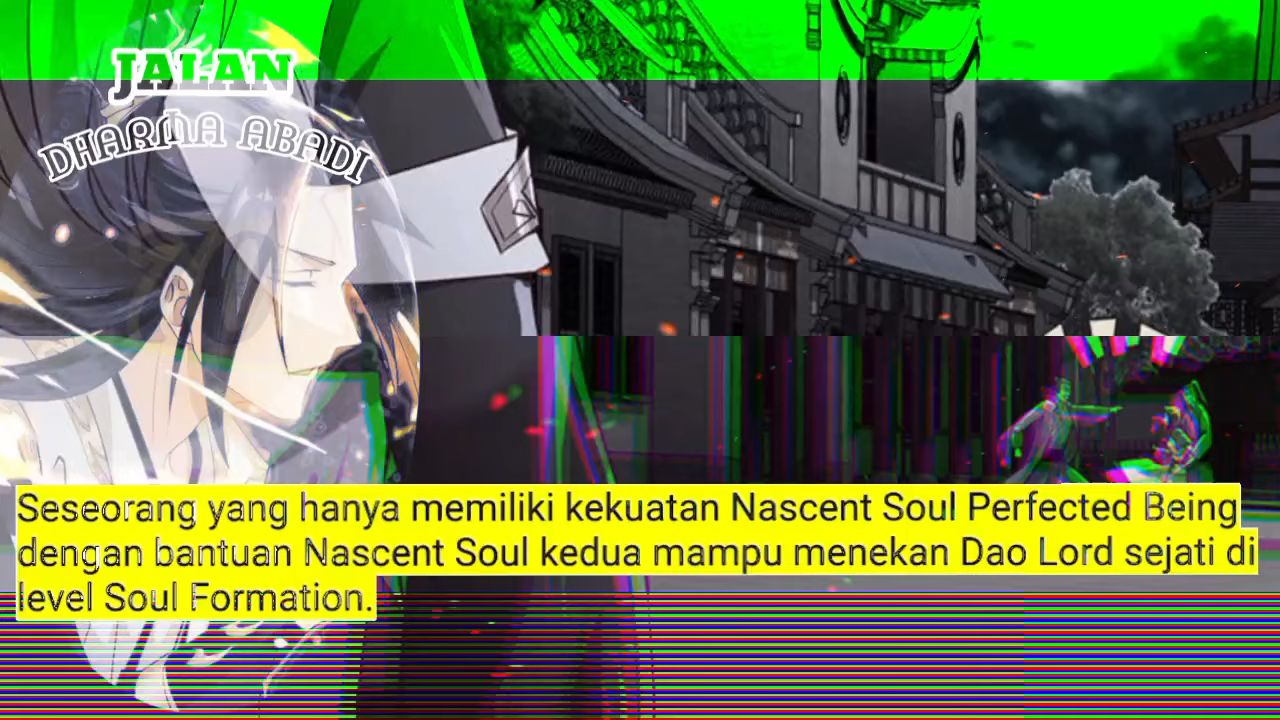 JALAN
DHARMA ABADI
Seseorang yang hanya memiliki kekuatan Nascent Soul Perfected Being
dengan bantuan Nascent Soul kedua mampu menekan Dao Lord sejati di
level Soul Formation.